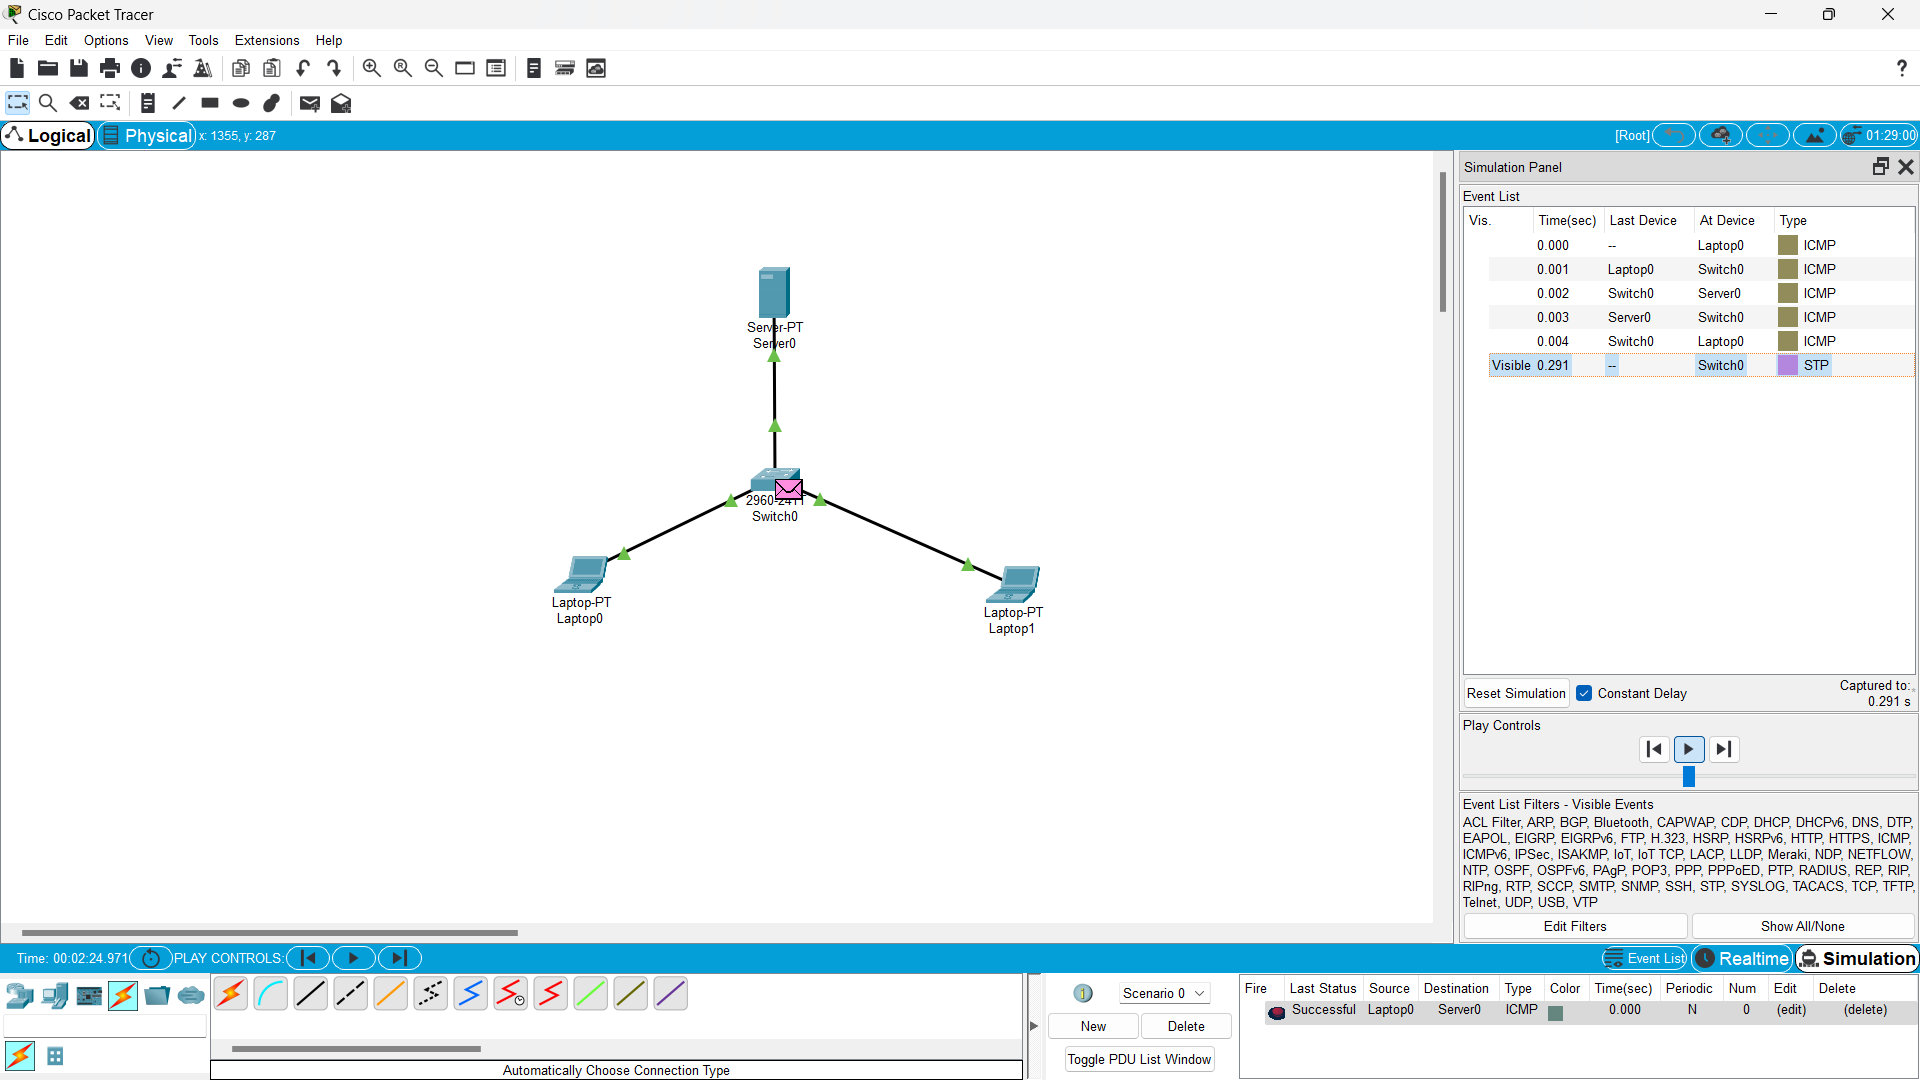 Cisco Packet Tracer
File Edit Options View Tools Extensions Help
?
Logical Physical x: 1355, y: 287 [Root] 01:29:00
Simulation Panel
Event List
Vis. Time(sec) Last Device At Device Type
0.000 -- Laptop0 ICMP
0.001 Laptop0 Switch0 ICMP
0.002 Switch0 Server0 ICMP
0.003 Server0 Switch0 ICMP
0.004 Switch0 Laptop0 ICMP
Visible 0.291 -- Switch0 STP
Server-PT
Server0
Switch0
Laptop-PT
Laptop0
Laptop-PT
Laptop1
Reset Simulation Constant Delay Captured to:
0.291 s
Play Controls
Event List Filters - Visible Events
ACL Filter, ARP, BGP, Bluetooth, CAPWAP, CDP, DHCP, DHCPv6, DNS, DTP,
EAPOL, EIGRP, EIGRPv6, FTP, H.323, HSRP, HSRPv6, HTTP, HTTPS, ICMP,
ICMPv6, IPSec, ISAKMP, IoT, IoT TCP, LACP, LLDP, Meraki, NDP, NETFLOW,
NTP, OSPF, OSPFv6, PAgP, POP3, PPP, PPPoED, PTP, RADIUS, REP, RIP,
RIPng, RTP, SCCP, SMTP, SNMP, SSH, STP, SYSLOG, TACACS, TCP, TFTP,
Telnet, UDP, USB, VTP
Edit Filters Show All/None
Time: 00:02:24.971 PLAY CONTROLS: Event List Realtime Simulation
Scenario 0
New Delete
Toggle PDU List Window
Fire Last Status Source Destination Type Color Time(sec) Periodic Num Edit Delete
Successful Laptop0 Server0 ICMP 0.000 N 0 (edit) (delete)
Automatically Choose Connection Type